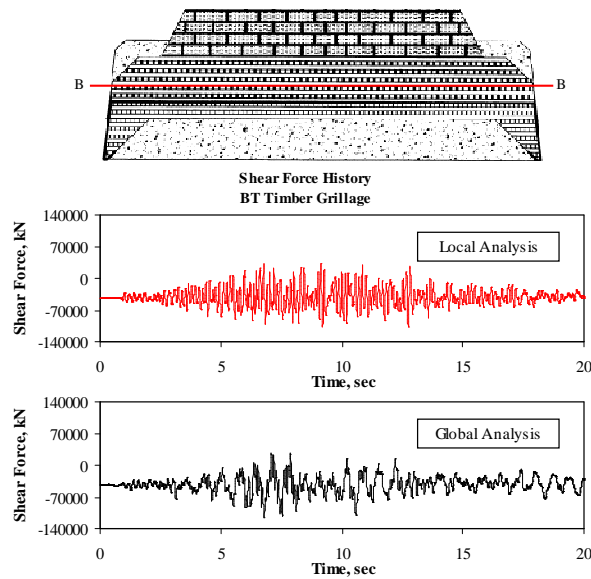 B B
Shear Force History
BT Timber Grillage
Shear Force, kN
140000
70000
0
-70000
-140000
Local Analysis
0 5 10 15 20
Time, sec
Shear Force, kN
140000
70000
0
-70000
-140000
Global Analysis
0 5 10 15 20
Time, sec